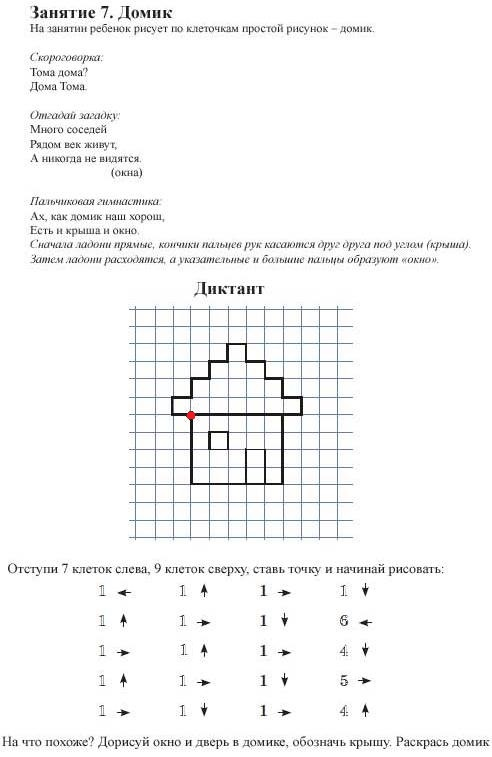 Занятие 7. Домик
На занятии ребенок рисует по клеточкам простой рисунок – домик.
Скороговорка:
Тома дома?
Дома Тома.
Отгадай загадку:
Много соседей
Рядом век живут,
А никогда не видятся.
(окна)
Пальчиковая гимнастика:
Ах, как домик наш хорош,
Есть и крыша и окно.
Сначала ладони прямые, кончики пальцев рук касаются друг друга под углом (крыша).
Затем ладони расходятся, а указательные и большие пальцы образуют «окно».
Диктант
Отступи 7 клеток слева, 9 клеток сверху, ставь точку и начинай рисовать:
1 ← 1 ↑ 1 → 1 ↓
1 ↑ 1 → 1 ↓ 6 ←
1 → 1 ↑ 1 → 4 ↓
1 ↑ 1 → 1 ↓ 5 →
1 → 1 ↓ 1 → 4 ↑
На что похоже? Дорисуй окно и дверь в домике, обозначь крышу. Раскрась домик